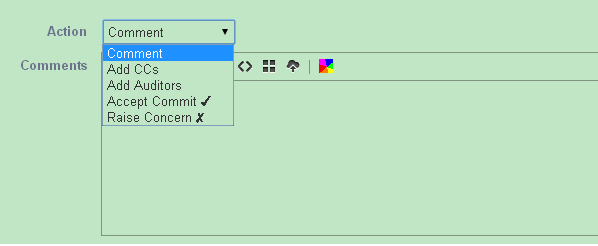 Action Comment ▼
Comment
Comments
Add CCs
Add Auditors
Accept Commit ✔
Raise Concern ✘